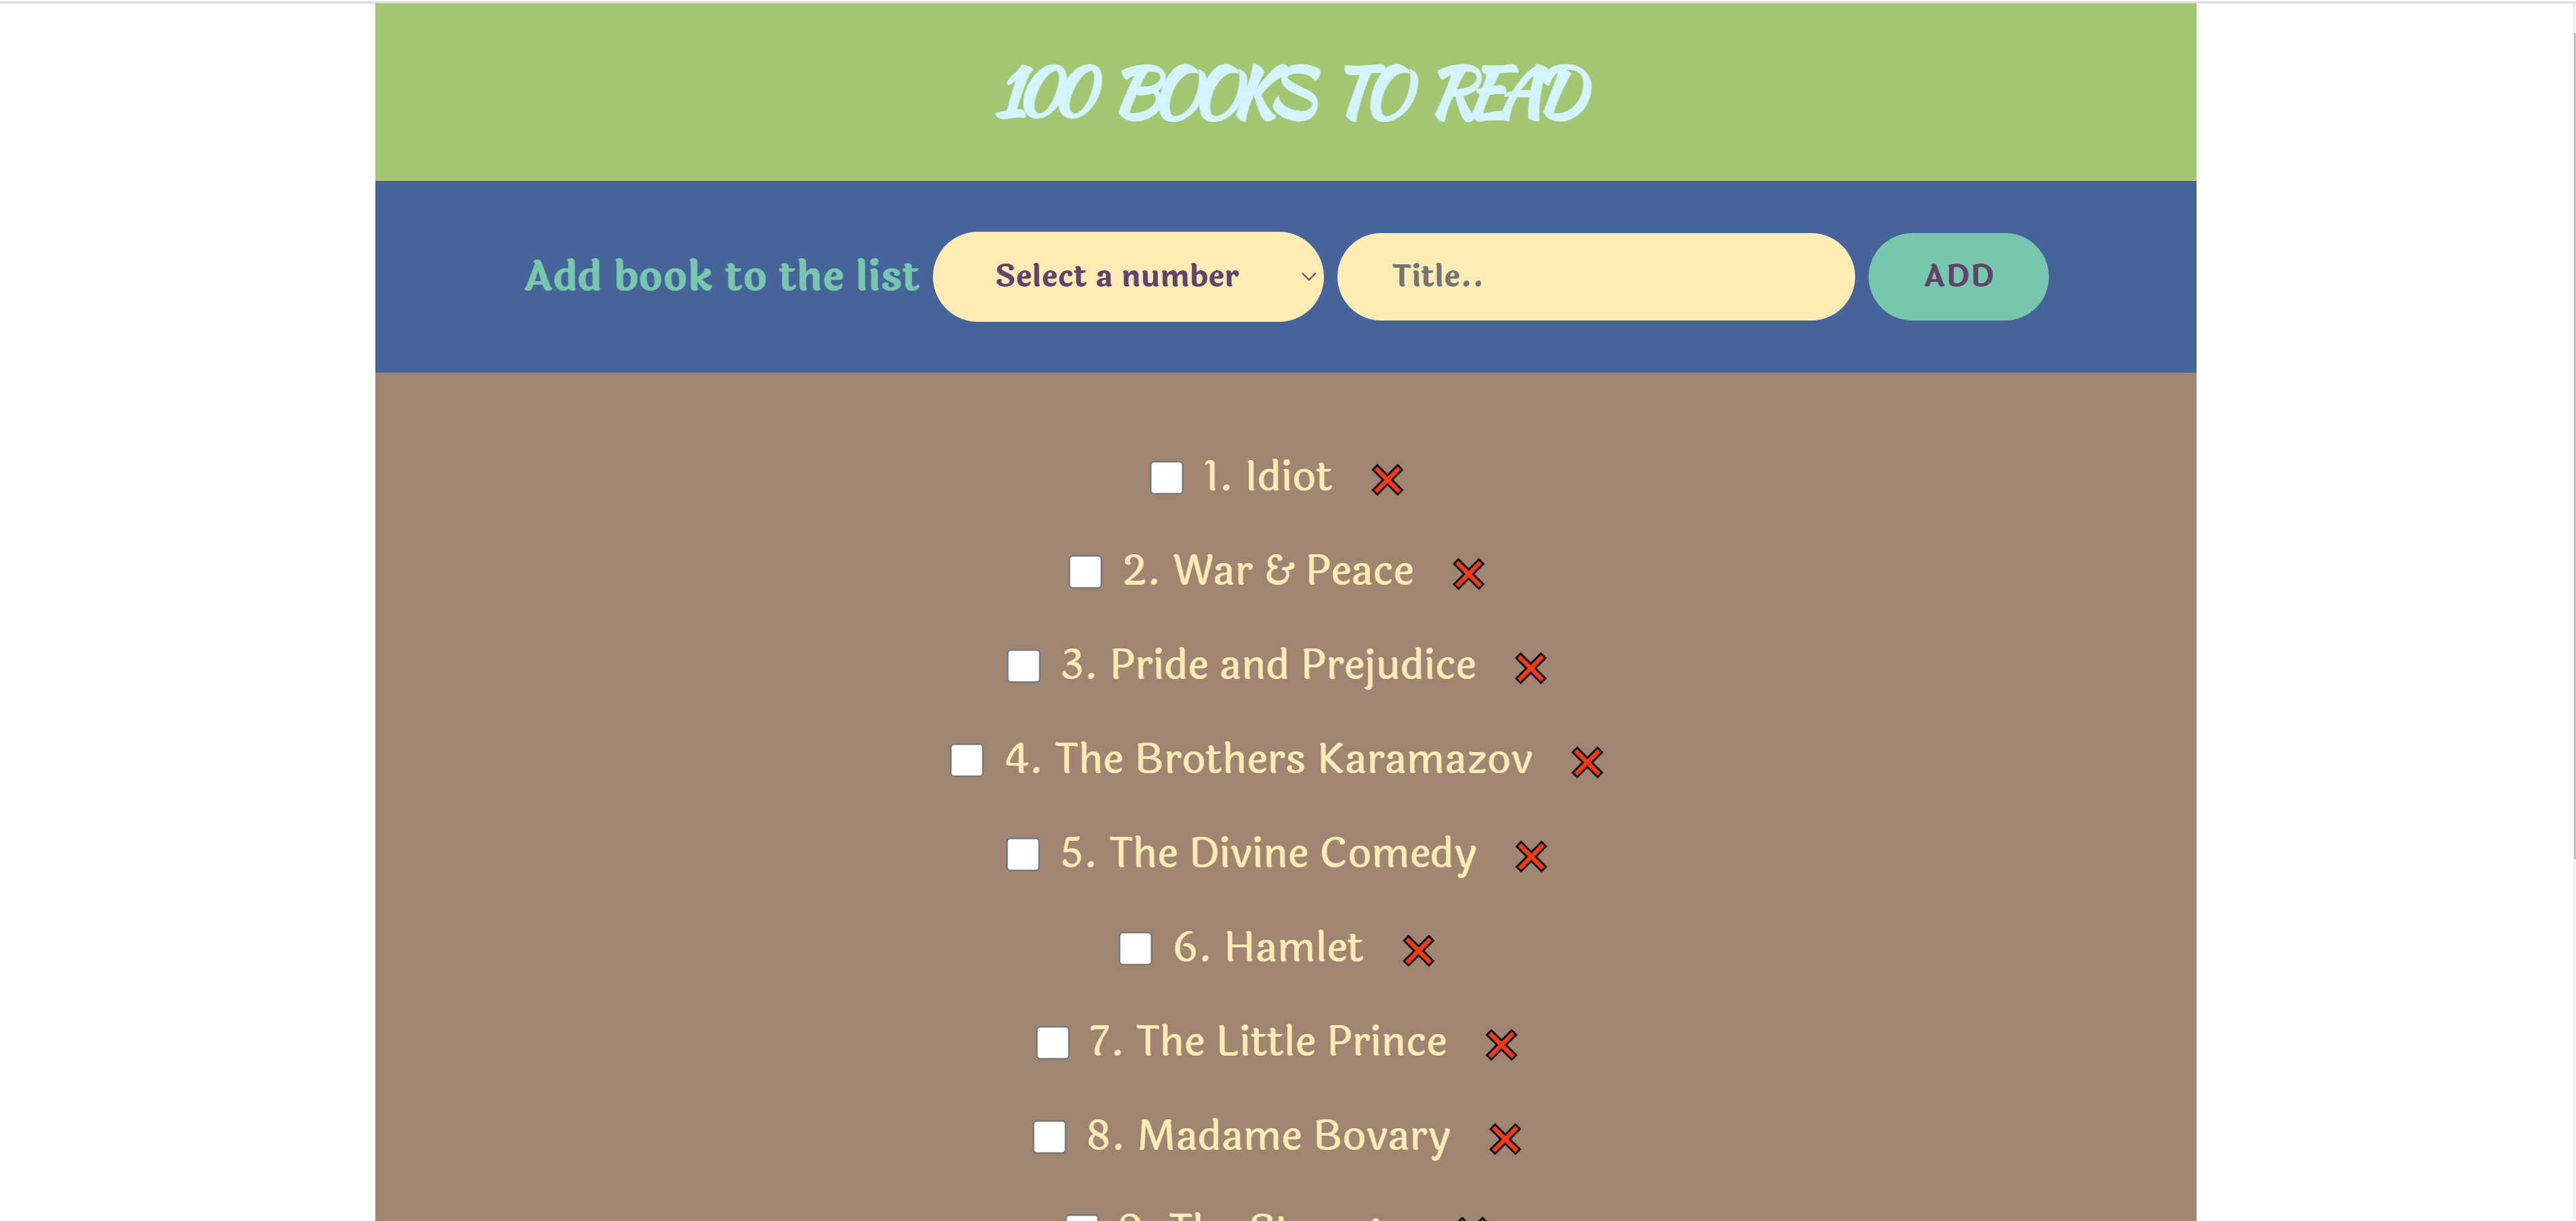 100 BOOKS TO READ
Add book to the list Select a number Title.. ADD
1. Idiot
2. War & Peace
3. Pride and Prejudice
4. The Brothers Karamazov
5. The Divine Comedy
6. Hamlet
7. The Little Prince
8. Madame Bovary